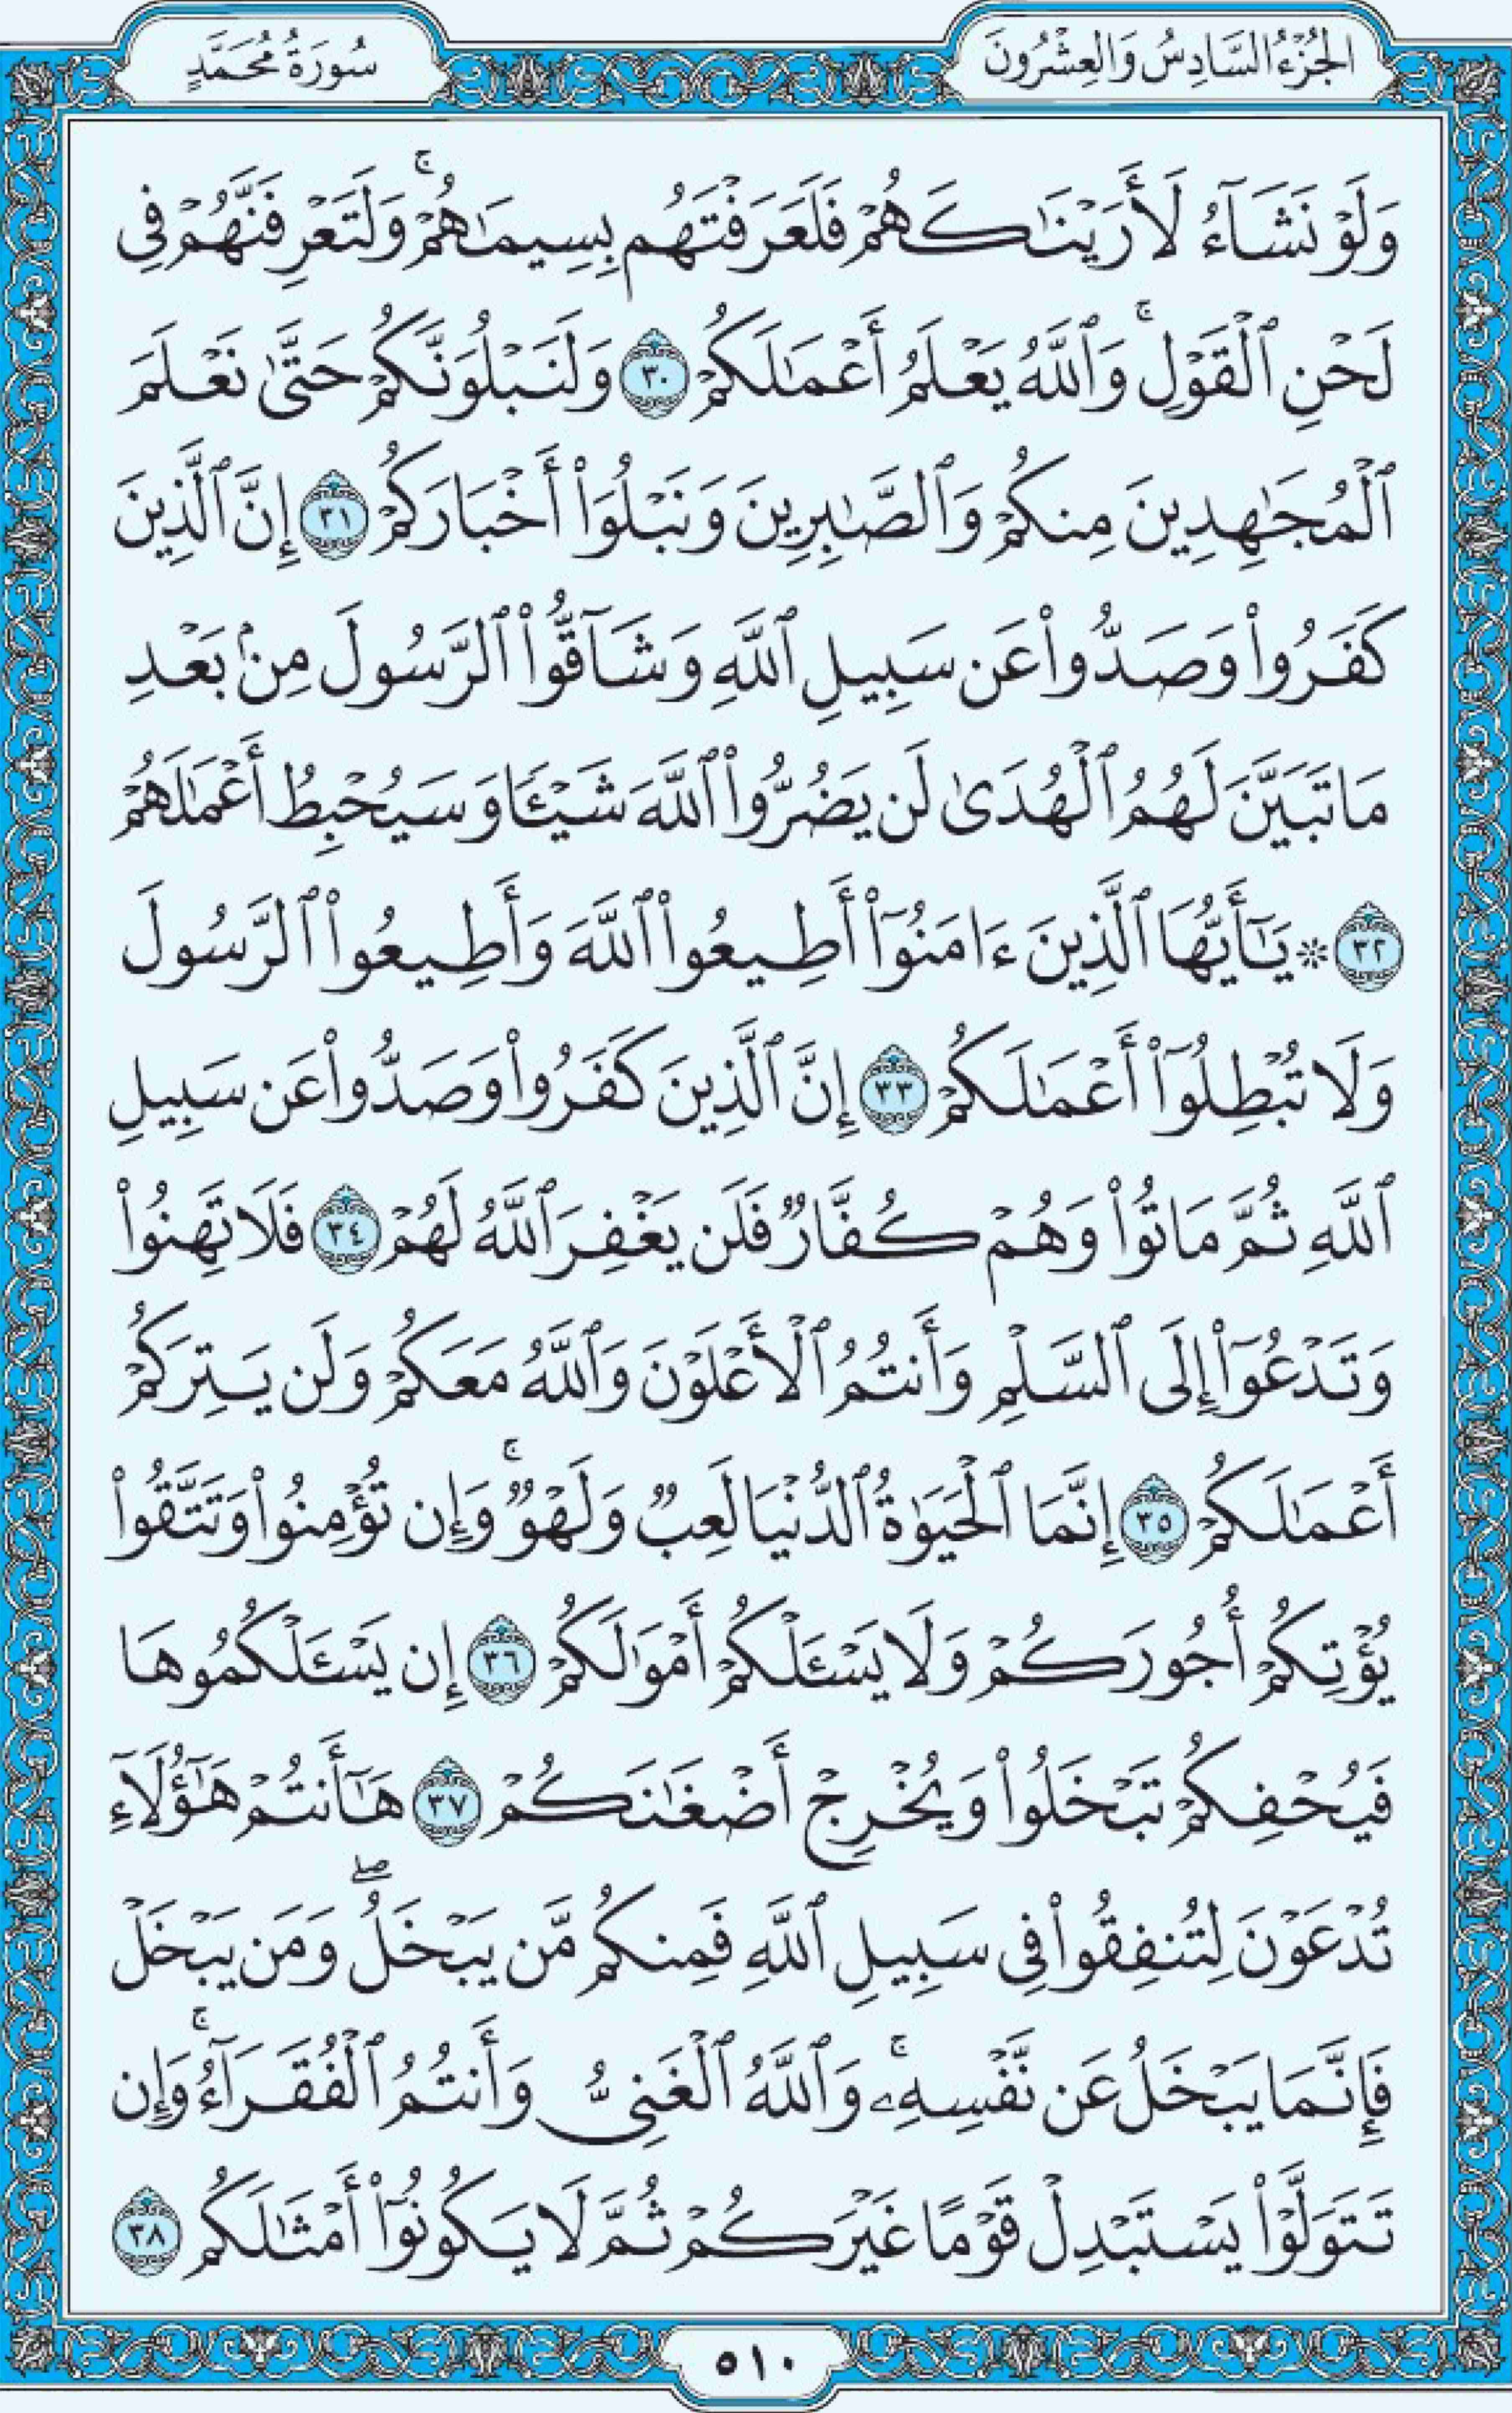 الجُزْءُ السَّادِسُ وَالعِشْرُونَ
سُورَةُ مُحَمَّدٍ
وَلَوْ نَشَآءُ لَأَرَيْنَٰكَهُمْ فَلَعَرَفْتَهُم بِسِيمَٰهُمْۚ وَلَتَعْرِفَنَّهُمْ فِى
لَحْنِ ٱلْقَوْلِۚ وَٱللَّهُ يَعْلَمُ أَعْمَٰلَكُمْ ٣٠ وَلَنَبْلُوَنَّكُمْ حَتَّىٰ نَعْلَمَ
ٱلْمُجَٰهِدِينَ مِنكُمْ وَٱلصَّٰبِرِينَ وَنَبْلُوَا۟ أَخْبَارَكُمْ ٣١ إِنَّ ٱلَّذِينَ
كَفَرُوا۟ وَصَدُّوا۟ عَن سَبِيلِ ٱللَّهِ وَشَآقُّوا۟ ٱلرَّسُولَ مِنۢ بَعْدِ
مَا تَبَيَّنَ لَهُمُ ٱلْهُدَىٰ لَن يَضُرُّوا۟ ٱللَّهَ شَيْـًٔا وَسَيُحْبِطُ أَعْمَٰلَهُمْ
٣٢ ۞ يَٰٓأَيُّهَا ٱلَّذِينَ ءَامَنُوٓا۟ أَطِيعُوا۟ ٱللَّهَ وَأَطِيعُوا۟ ٱلرَّسُولَ
وَلَا تُبْطِلُوٓا۟ أَعْمَٰلَكُمْ ٣٣ إِنَّ ٱلَّذِينَ كَفَرُوا۟ وَصَدُّوا۟ عَن سَبِيلِ
ٱللَّهِ ثُمَّ مَاتُوا۟ وَهُمْ كُفَّارٌ فَلَن يَغْفِرَ ٱللَّهُ لَهُمْ ٣٤ فَلَا تَهِنُوا۟
وَتَدْعُوٓا۟ إِلَى ٱلسَّلْمِ وَأَنتُمُ ٱلْأَعْلَوْنَ وَٱللَّهُ مَعَكُمْ وَلَن يَتِرَكُمْ
أَعْمَٰلَكُمْ ٣٥ إِنَّمَا ٱلْحَيَوٰةُ ٱلدُّنْيَا لَعِبٌ وَلَهْوٌۚ وَإِن تُؤْمِنُوا۟ وَتَتَّقُوا۟
يُؤْتِكُمْ أُجُورَكُمْ وَلَا يَسْـَٔلْكُمْ أَمْوَٰلَكُمْ ٣٦ إِن يَسْـَٔلْكُمُوهَا
فَيُحْفِكُمْ تَبْخَلُوا۟ وَيُخْرِجْ أَضْغَٰنَكُمْ ٣٧ هَٰٓأَنتُمْ هَٰٓؤُلَآءِ
تُدْعَوْنَ لِتُنفِقُوا۟ فِى سَبِيلِ ٱللَّهِ فَمِنكُم مَّن يَبْخَلُۖ وَمَن يَبْخَلْ
فَإِنَّمَا يَبْخَلُ عَن نَّفْسِهِۦۚ وَٱللَّهُ ٱلْغَنِىُّ وَأَنتُمُ ٱلْفُقَرَآءُۚ وَإِن
تَتَوَلَّوْا۟ يَسْتَبْدِلْ قَوْمًا غَيْرَكُمْ ثُمَّ لَا يَكُونُوٓا۟ أَمْثَٰلَكُم ٣٨
٥١٠